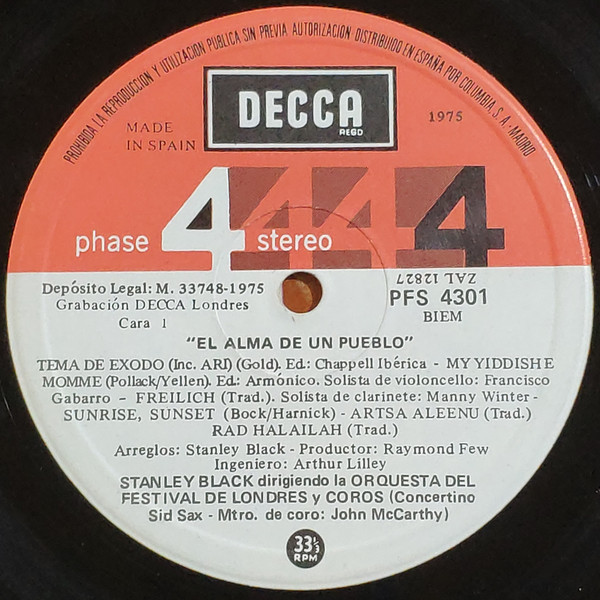 PROHIBIDA LA REPRODUCCION Y UTILIZACION PUBLICA SIN PREVIA AUTORIZACION DISTRIBUIDO EN ESPAÑA POR COLUMBIA, S. A. - MADRID
DECCA
REGD
MADE
IN SPAIN
1975
phase 4 stereo 4 4 4
Depósito Legal: M. 33748-1975
ZAL 12827
Grabación DECCA Londres
PFS 4301
Cara 1
BIEM
"EL ALMA DE UN PUEBLO"
TEMA DE EXODO (Inc. ARI) (Gold). Ed.: Chappell Ibérica - MY YIDDISHE
MOMME (Pollack/Yellen). Ed.: Armónico. Solista de violoncello: Francisco
Gabarro - FREILICH (Trad.). Solista de clarinete: Manny Winter -
SUNRISE, SUNSET (Bock/Harnick) - ARTSA ALEENU (Trad.)
RAD HALAILAH (Trad.)
Arreglos: Stanley Black - Productor: Raymond Few
Ingeniero: Arthur Lilley
STANLEY BLACK dirigiendo la ORQUESTA DEL
FESTIVAL DE LONDRES y COROS (Concertino
Sid Sax - Mtro. de coro: John McCarthy)
33⅓
RPM